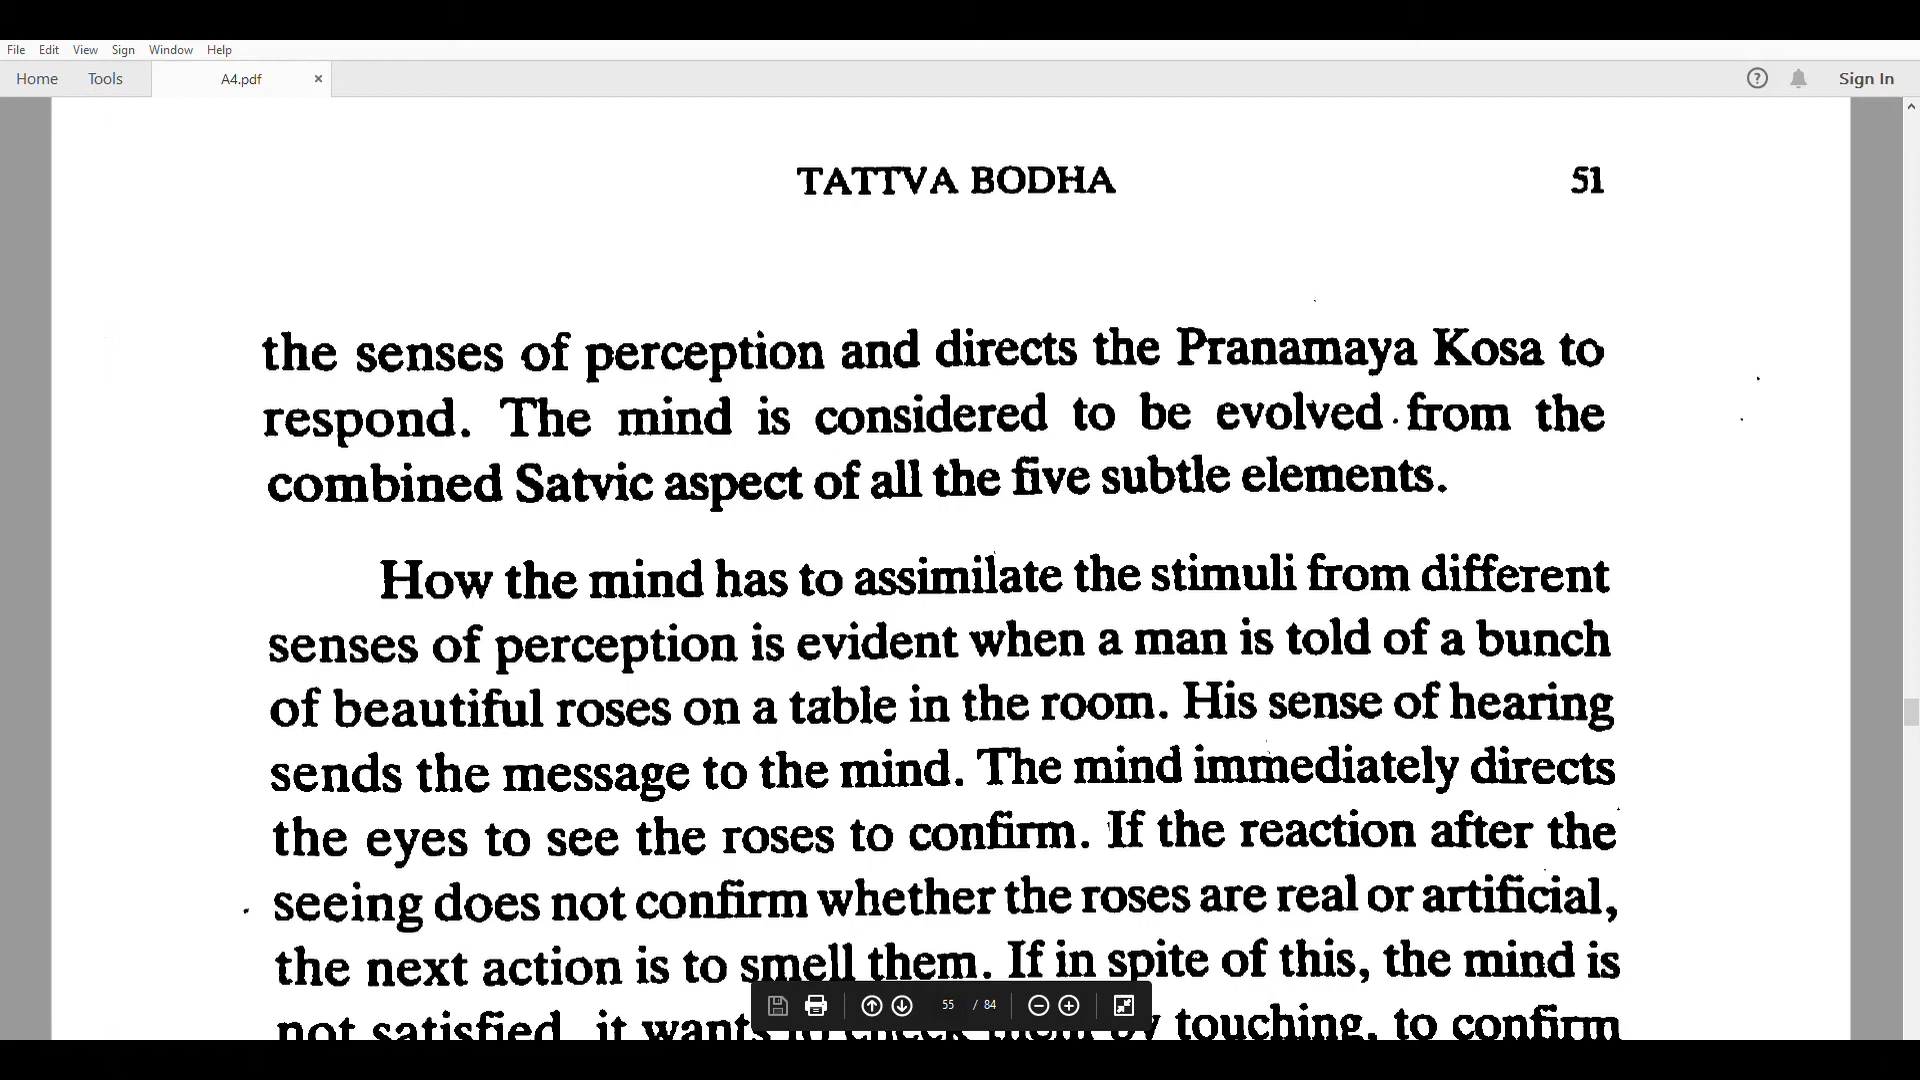 File Edit View Sign Window Help
Home Tools A4.pdf × ? Sign In
TATTVA BODHA 51
the senses of perception and directs the Pranamaya Kosa to
respond. The mind is considered to be evolved from the
combined Satvic aspect of all the five subtle elements.
How the mind has to assimilate the stimuli from different
senses of perception is evident when a man is told of a bunch
of beautiful roses on a table in the room. His sense of hearing
sends the message to the mind. The mind immediately directs
the eyes to see the roses to confirm. If the reaction after the
seeing does not confirm whether the roses are real or artificial,
the next action is to smell them. If in spite of this, the mind is
not satisfied, it wants to check them by touching, to confirm
55 / 84